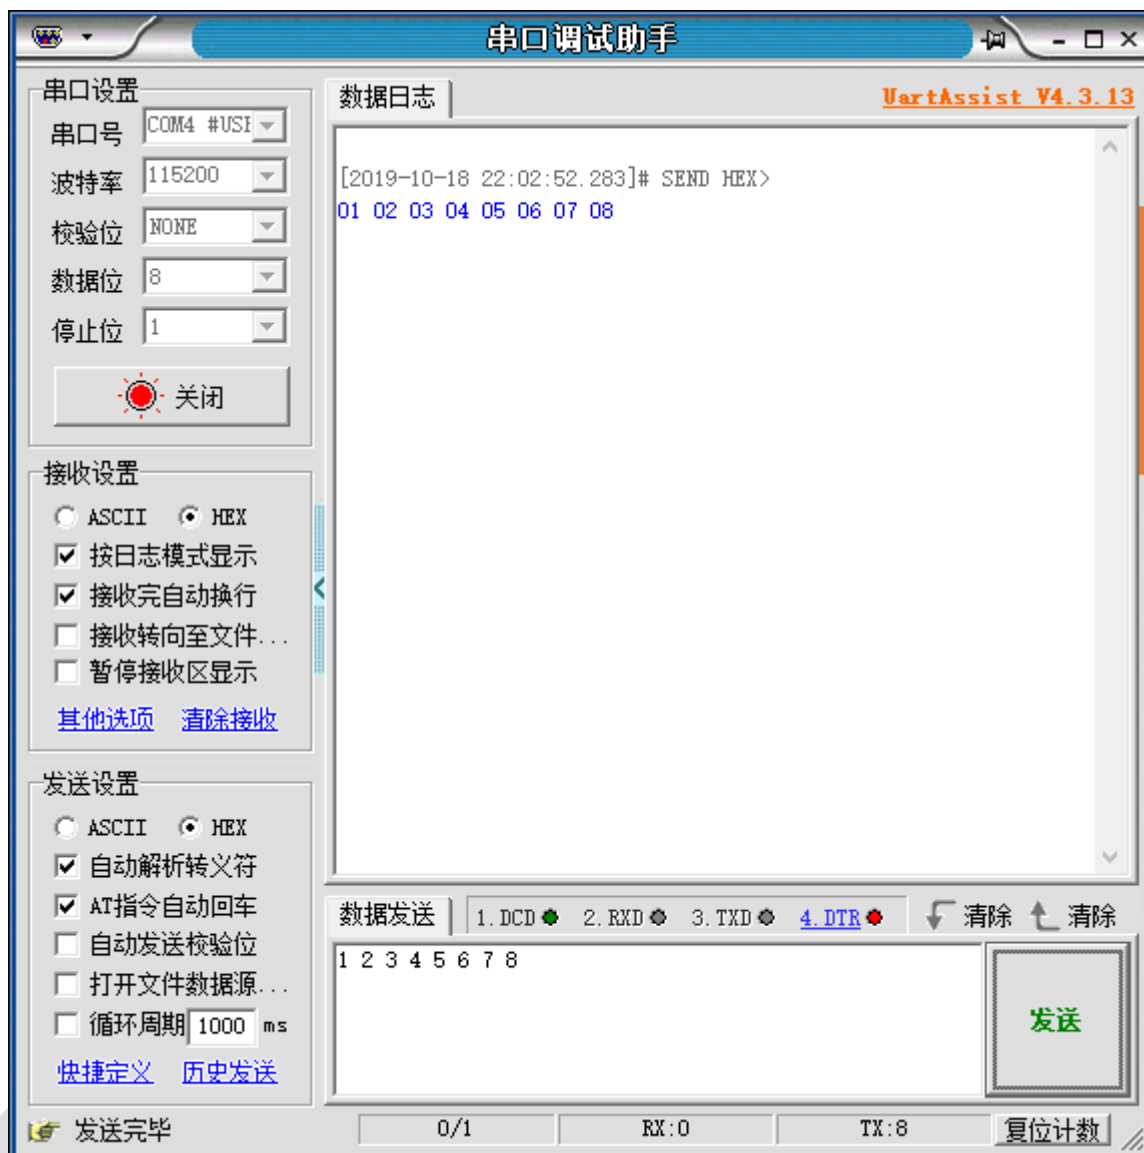 串口调试助手
串口设置
串口号 COM4 #USI
波特率 115200
校验位 NONE
数据位 8
停止位 1
关闭
接收设置
ASCII HEX
按日志模式显示
接收完自动换行
接收转向至文件...
暂停接收区显示
其他选项 清除接收
发送设置
ASCII HEX
自动解析转义符
AT指令自动回车
自动发送校验位
打开文件数据源...
循环周期 1000 ms
快捷定义 历史发送
数据日志 UartAssist V4.3.13
[2019-10-18 22:02:52.283]# SEND HEX>
01 02 03 04 05 06 07 08
数据发送 1.DCD 2.RXD 3.TXD 4.DTR 清除 清除
1 2 3 4 5 6 7 8
发送
发送完毕 0/1 RX:0 TX:8 复位计数